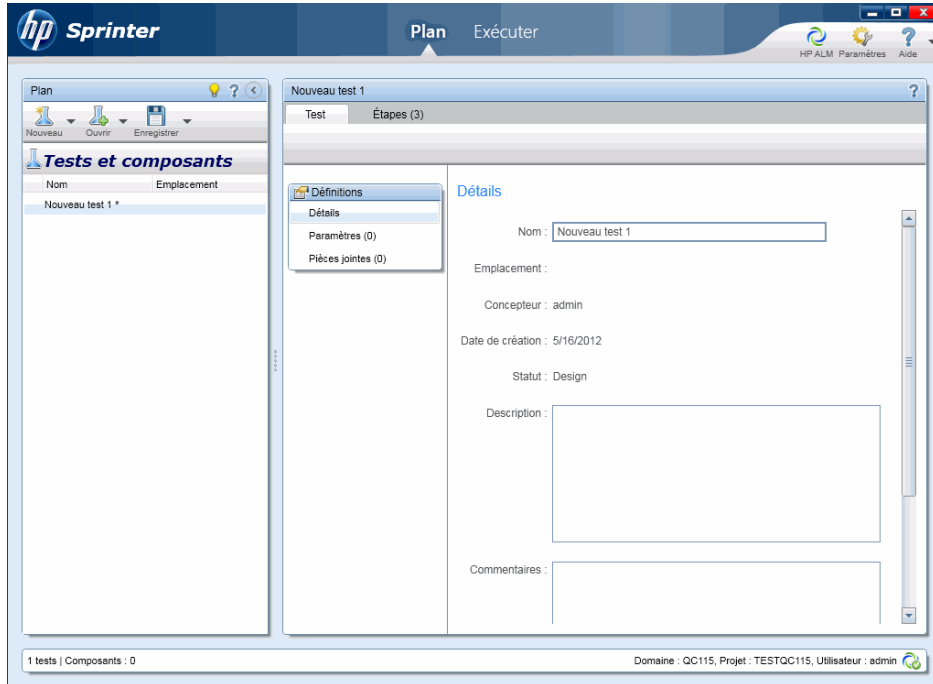 hp Sprinter
Plan Exécuter
HP ALM Paramètres Aide
Plan
Nouveau Ouvrir Enregistrer
Tests et composants
Nom Emplacement
Nouveau test 1 *
Nouveau test 1
Test Étapes (3)
Définitions
Détails
Paramètres (0)
Pièces jointes (0)
Détails
Nom : Nouveau test 1
Emplacement :
Concepteur : admin
Date de création : 5/16/2012
Statut : Design
Description :
Commentaires :
1 tests | Composants : 0
Domaine : QC115, Projet : TESTQC115, Utilisateur : admin